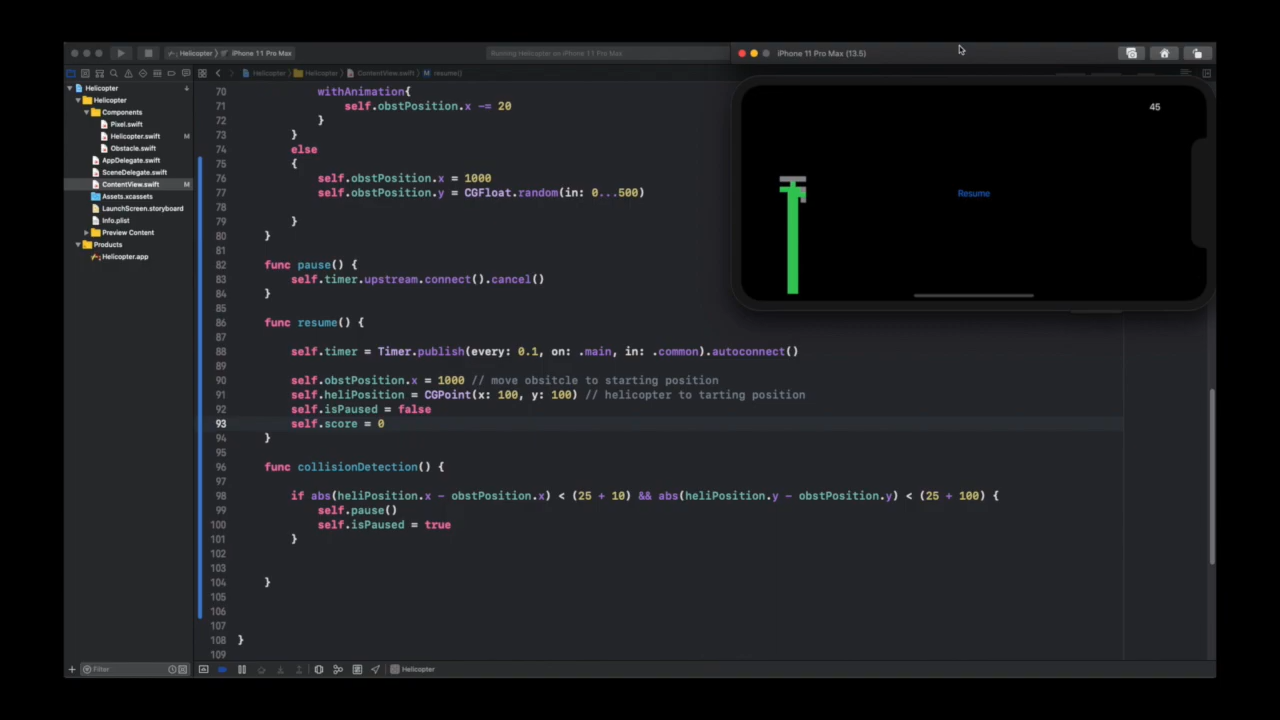 Helicopter 〉 iPhone 11 Pro Max
Running Helicopter on iPhone 11 Pro Max
iPhone 11 Pro Max (13.5)
Helicopter 〉 Helicopter 〉 ContentView.swift 〉 M resume()
Helicopter
Helicopter
Components
Pixel.swift
Helicopter.swift M
Obstacle.swift
AppDelegate.swift
SceneDelegate.swift
ContentView.swift M
Assets.xcassets
LaunchScreen.storyboard
Info.plist
Preview Content
Products
Helicopter.app
70 withAnimation{
71 self.obstPosition.x -= 20
72 }
73 }
74 else
75 {
76 self.obstPosition.x = 1000
77 self.obstPosition.y = CGFloat.random(in: 0...500)
78
79 }
80 }
81
82 func pause() {
83 self.timer.upstream.connect().cancel()
84 }
85
86 func resume() {
87
88 self.timer = Timer.publish(every: 0.1, on: .main, in: .common).autoconnect()
89
90 self.obstPosition.x = 1000 // move obsitcle to starting position
91 self.heliPosition = CGPoint(x: 100, y: 100) // helicopter to tarting position
92 self.isPaused = false
93 self.score = 0
94 }
95
96 func collisionDetection() {
97
98 if abs(heliPosition.x - obstPosition.x) < (25 + 10) && abs(heliPosition.y - obstPosition.y) < (25 + 100) {
99 self.pause()
100 self.isPaused = true
101 }
102
103
104 }
105
106
107
108 }
109
45
Resume
Filter
Helicopter